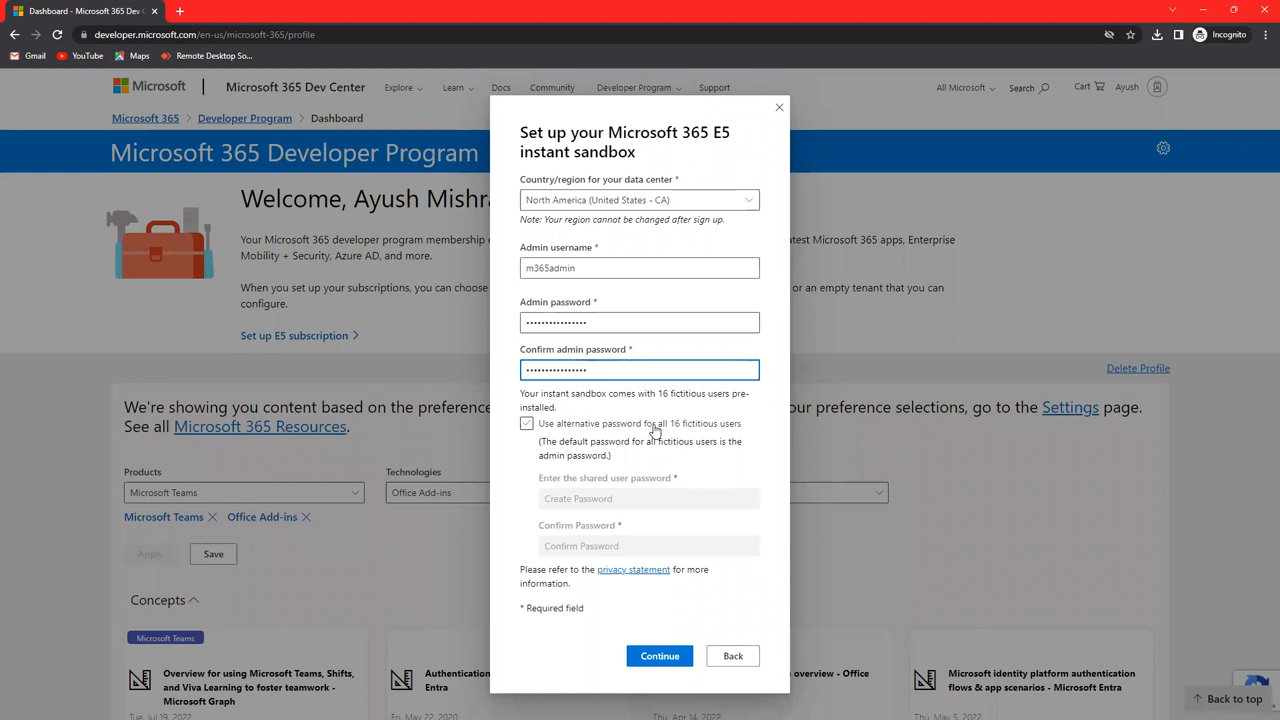 Dashboard - Microsoft 365 Dev C
developer.microsoft.com/en-us/microsoft-365/profile
Incognito
Gmail
YouTube
Maps
Remote Desktop So...
Microsoft
Microsoft 365 Dev Center
Explore
Learn
Docs
Community
Developer Program
Support
All Microsoft
Search
Cart
Ayush
Microsoft 365 > Developer Program > Dashboard
Microsoft 365 Developer Program
Welcome, Ayush Mishra
Your Microsoft 365 developer program membership
atest Microsoft 365 apps, Enterprise
Mobility + Security, Azure AD, and more.
When you set up your subscriptions, you can choose
or an empty tenant that you can
configure.
Set up E5 subscription >
Delete Profile
We're showing you content based on the preference
our preference selections, go to the Settings page.
See all Microsoft 365 Resources.
Products
Technologies
Microsoft Teams
Office Add-ins
Microsoft Teams
Office Add-ins
Apply
Save
Concepts
Microsoft Teams
Overview for using Microsoft Teams, Shifts,
and Viva Learning to foster teamwork -
Microsoft Graph
Tue, Jul 19, 2022
Authentication
Entra
Fri, May 22, 2020
Thu, Apr 14, 2022
overview - Office
Microsoft identity platform authentication
flows & app scenarios - Microsoft Entra
Back to top
Set up your Microsoft 365 E5
instant sandbox
Country/region for your data center *
North America (United States - CA)
Note: Your region cannot be changed after sign up.
Admin username *
m365admin
Admin password *
••••••••••••••••
Confirm admin password *
••••••••••••••••
Your instant sandbox comes with 16 fictitious users pre-
installed.
Use alternative password for all 16 fictitious users
(The default password for all fictitious users is the
admin password.)
Enter the shared user password *
Create Password
Confirm Password *
Confirm Password
Please refer to the privacy statement for more
information.
* Required field
Continue
Back